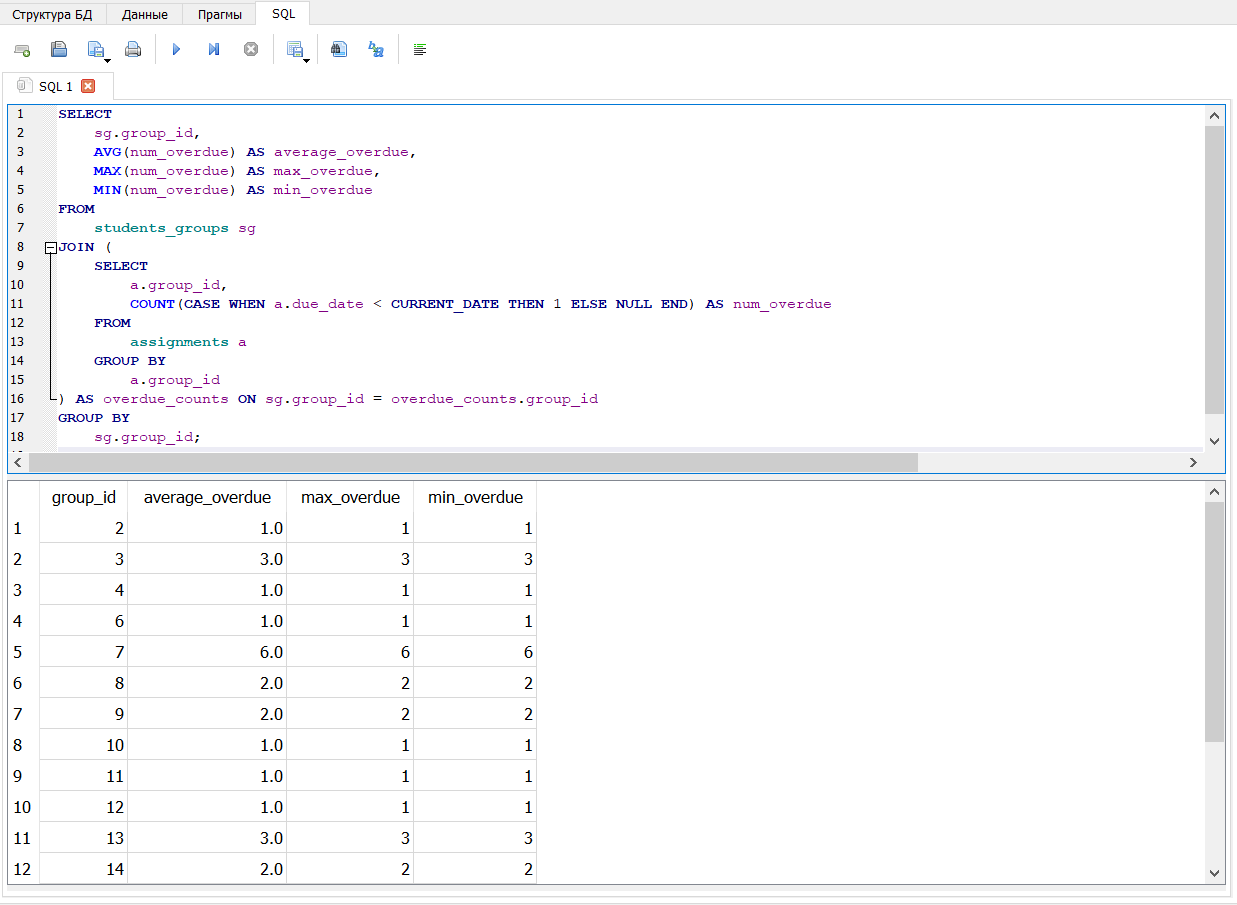 Структура БД Данные Прагмы SQL
SQL 1
1 SELECT
2 sg.group_id,
3 AVG(num_overdue) AS average_overdue,
4 MAX(num_overdue) AS max_overdue,
5 MIN(num_overdue) AS min_overdue
6 FROM
7 students_groups sg
8 JOIN (
9 SELECT
10 a.group_id,
11 COUNT(CASE WHEN a.due_date < CURRENT_DATE THEN 1 ELSE NULL END) AS num_overdue
12 FROM
13 assignments a
14 GROUP BY
15 a.group_id
16 ) AS overdue_counts ON sg.group_id = overdue_counts.group_id
17 GROUP BY
18 sg.group_id;
group_id average_overdue max_overdue min_overdue
1 2 1.0 1 1
2 3 3.0 3 3
3 4 1.0 1 1
4 6 1.0 1 1
5 7 6.0 6 6
6 8 2.0 2 2
7 9 2.0 2 2
8 10 1.0 1 1
9 11 1.0 1 1
10 12 1.0 1 1
11 13 3.0 3 3
12 14 2.0 2 2